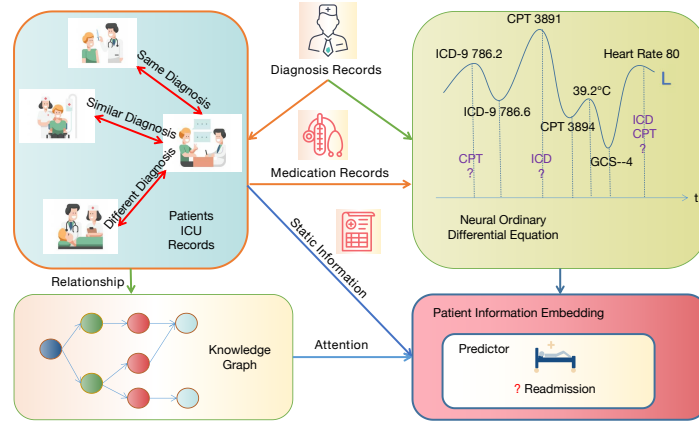 Same Diagnosis
Similar Diagnosis
Different Diagnosis
Patients
ICU
Records
Diagnosis Records
Medication Records
Static Information
CPT 3891
ICD-9 786.2
Heart Rate 80
L
39.2°C
ICD-9 786.6
CPT 3894
ICD
CPT
?
CPT
?
ICD
?
GCS--4
t
Neural Ordinary
Differential Equation
Relationship
Knowledge
Graph
Attention
Patient Information Embedding
Predictor
? Readmission